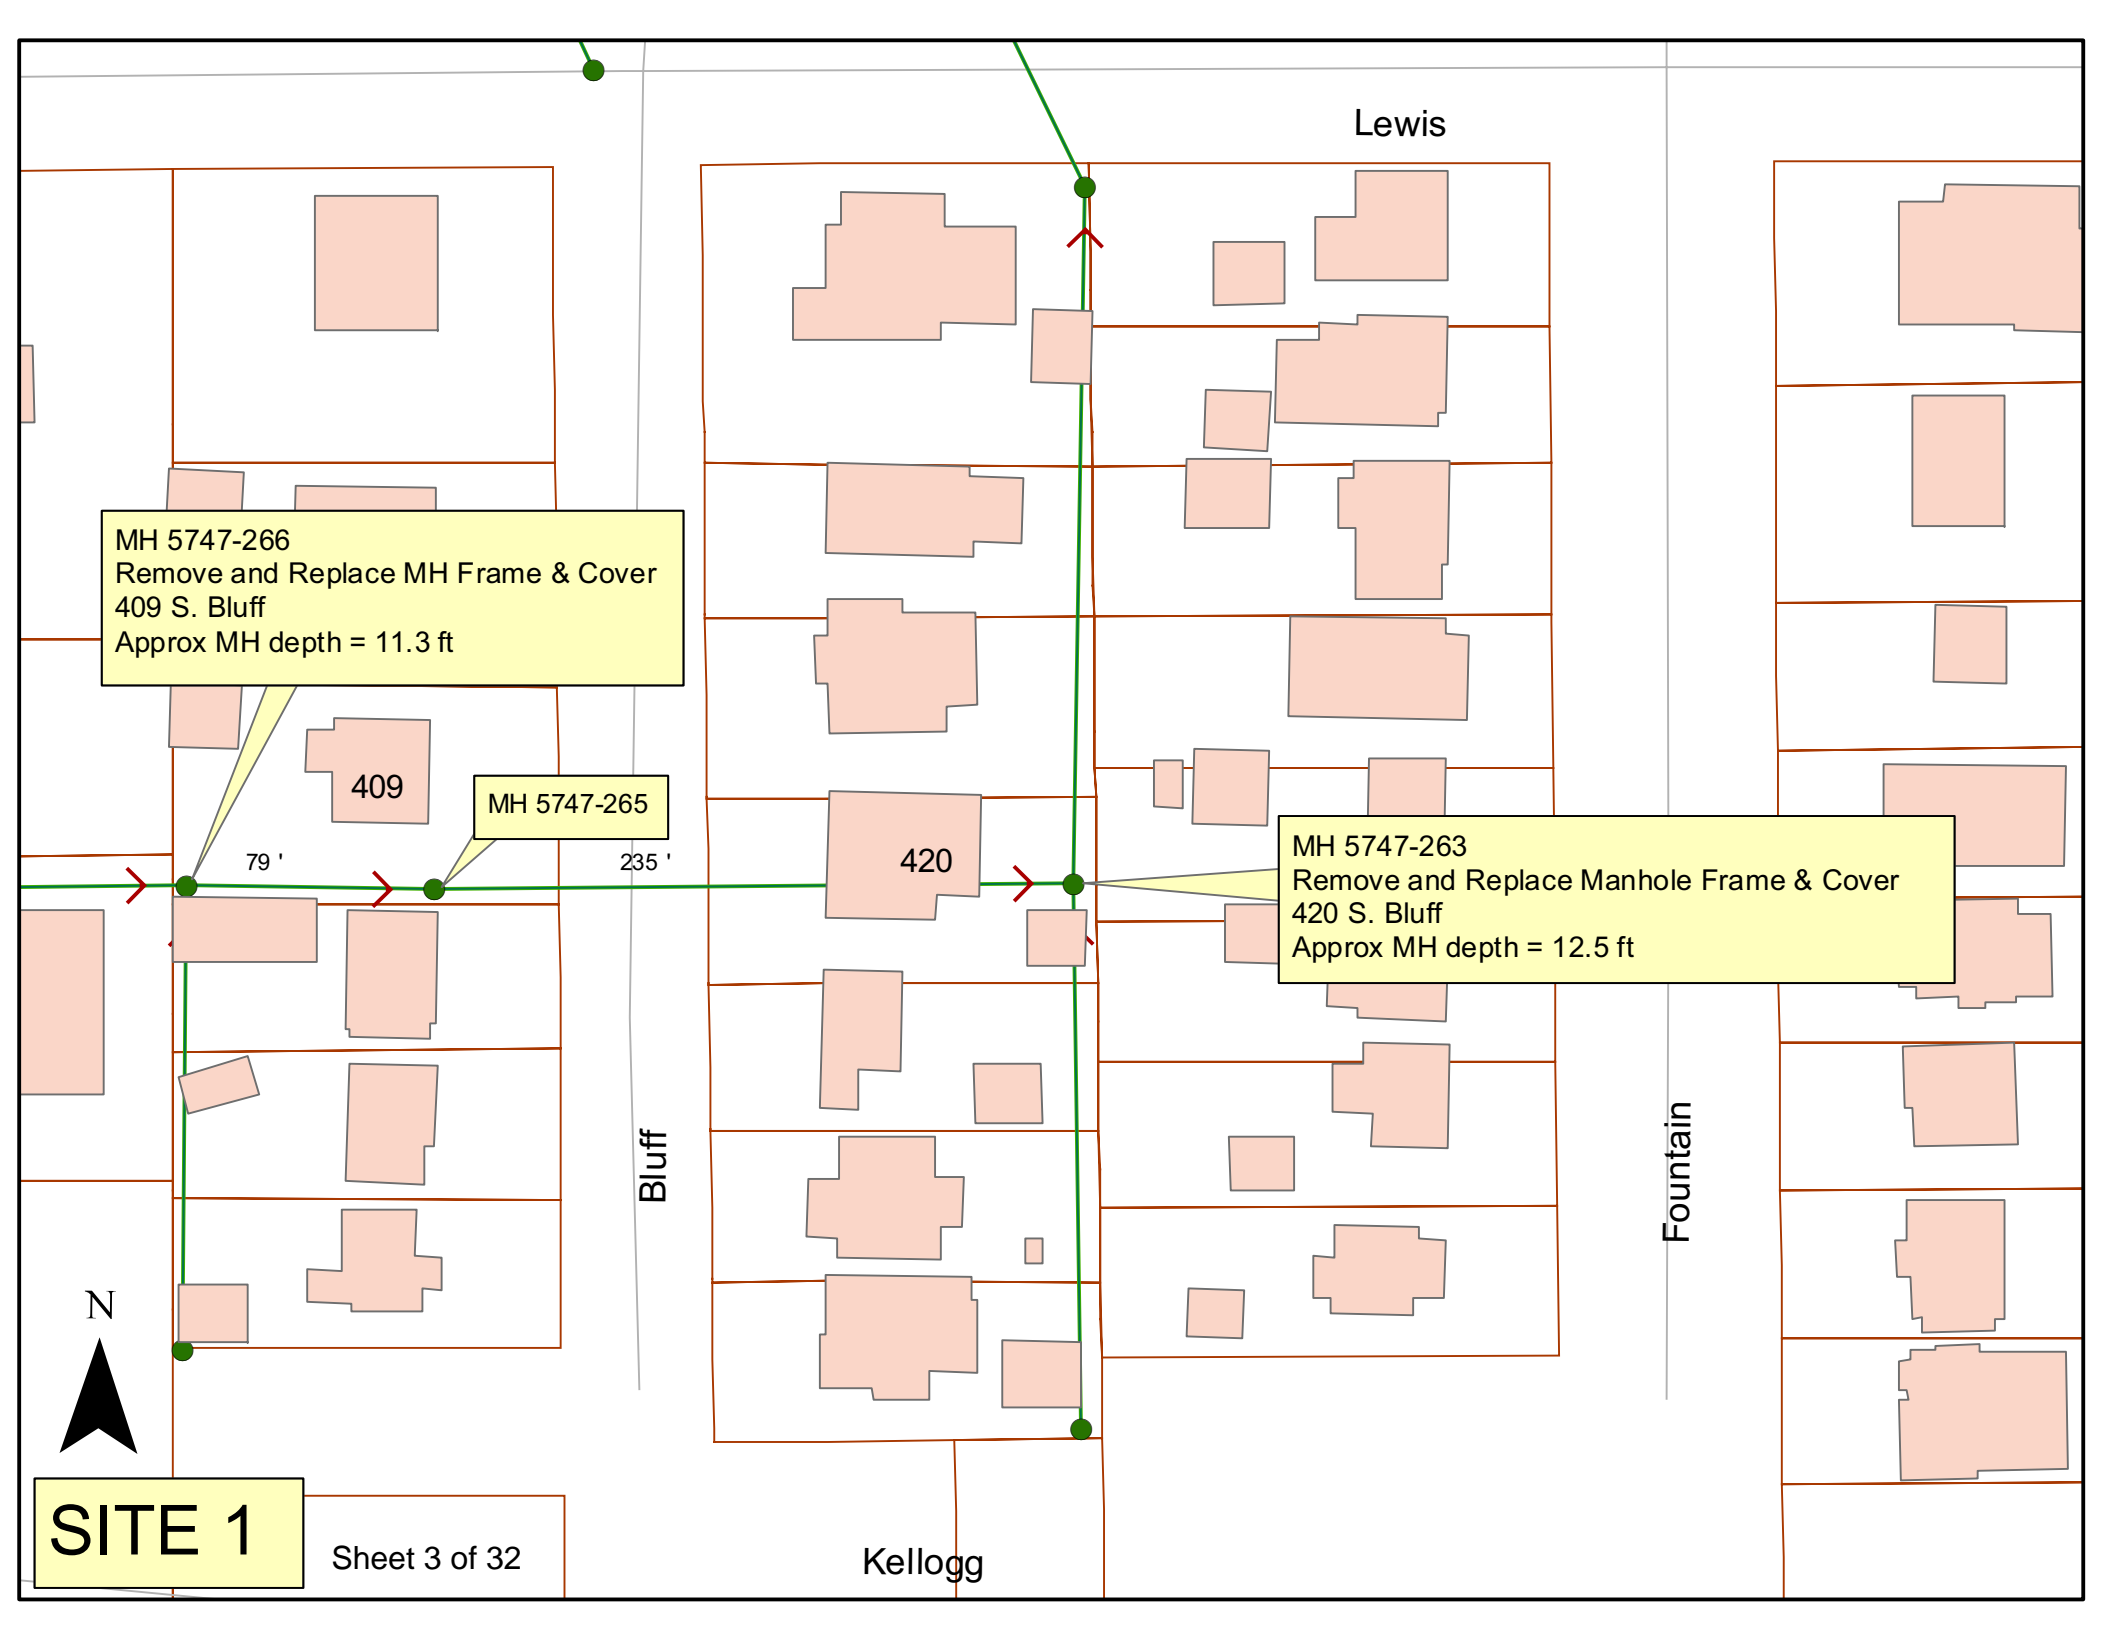 Lewis
MH 5747-266
Remove and Replace MH Frame & Cover
409 S. Bluff
Approx MH depth = 11.3 ft
409
MH 5747-265
79 '
235 '
420
MH 5747-263
Remove and Replace Manhole Frame & Cover
420 S. Bluff
Approx MH depth = 12.5 ft
Bluff
Fountain
N
SITE 1
Sheet 3 of 32
Kellogg